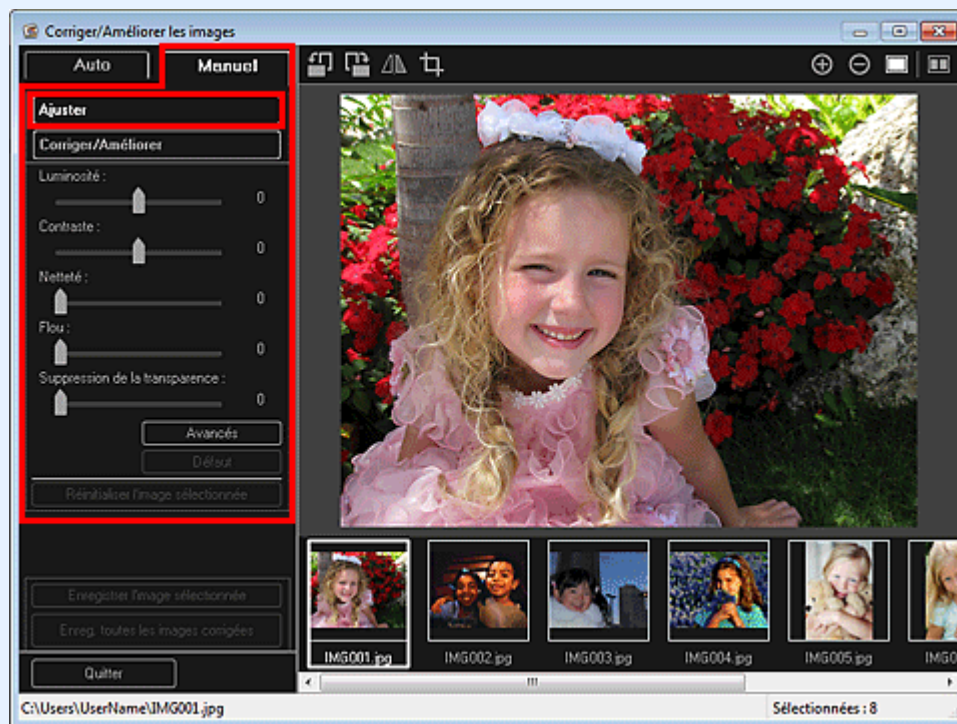 Corriger/Améliorer les images
Auto
Manuel
Ajuster
Corriger/Améliorer
Luminosité :
0
Contraste :
0
Netteté :
0
Flou :
0
Suppression de la transparence :
0
Avancés
Défaut
Réinitialiser l'image sélectionnée
Enregistrer l'image sélectionnée
Enreg. toutes les images corrigées
Quitter
IMG001.jpg
IMG002.jpg
IMG003.jpg
IMG004.jpg
IMG005.jpg
IMG0
C:\Users\UserName\IMG001.jpg
Sélectionnées : 8